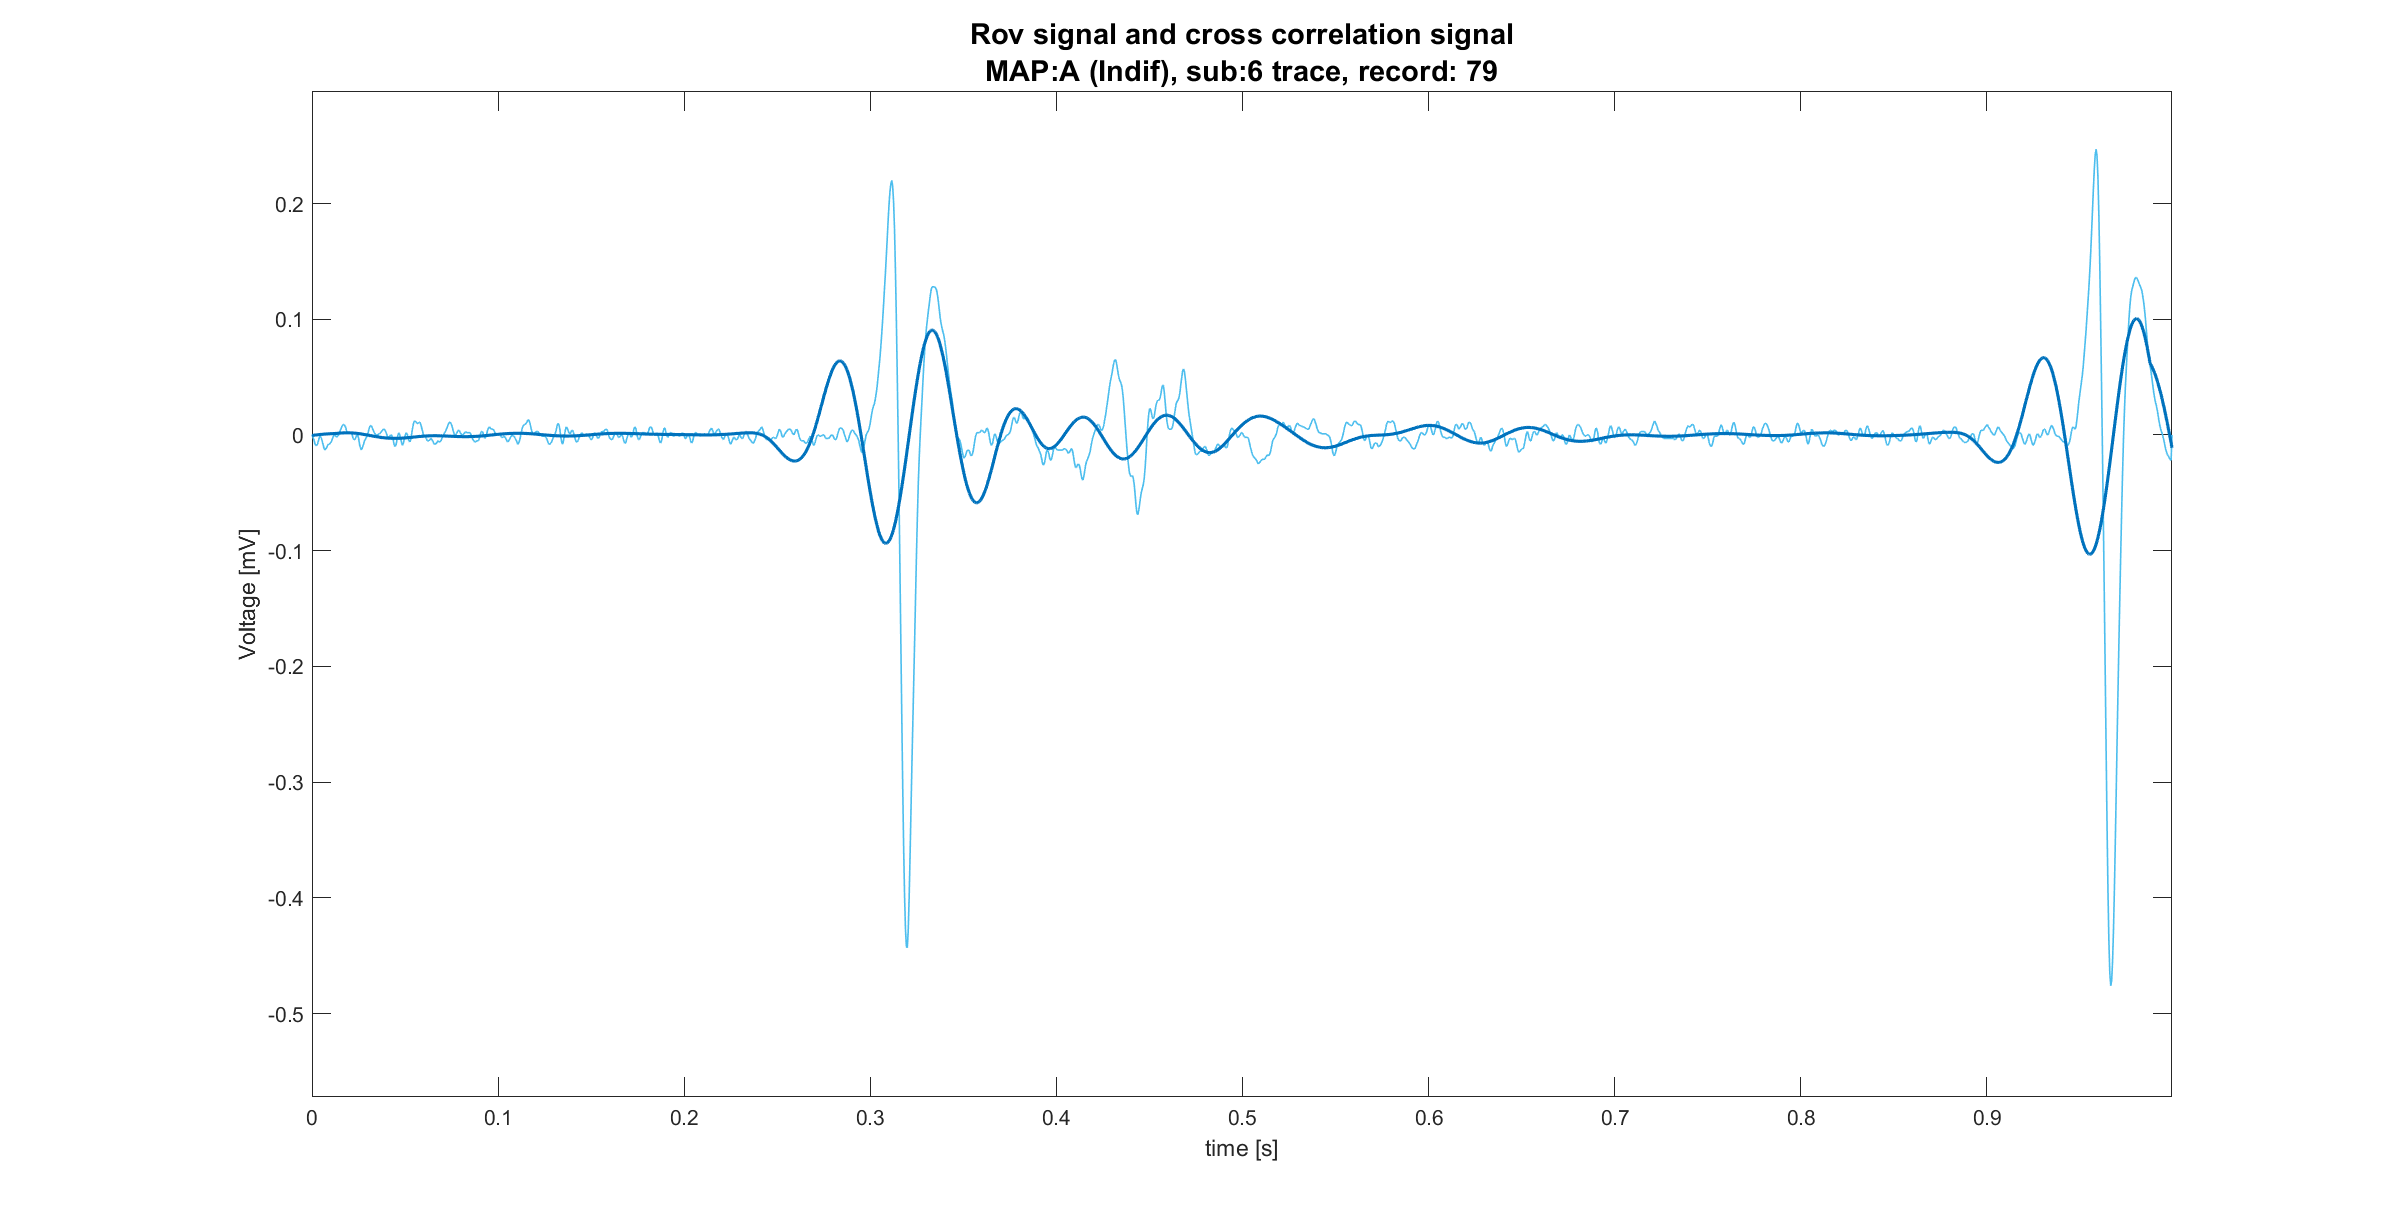 Rov signal and cross correlation signal
MAP:A (Indif), sub:6 trace, record: 79
Voltage [mV]
0.2
0.1
0
-0.1
-0.2
-0.3
-0.4
-0.5
0 0.1 0.2 0.3 0.4 0.5 0.6 0.7 0.8 0.9
time [s]